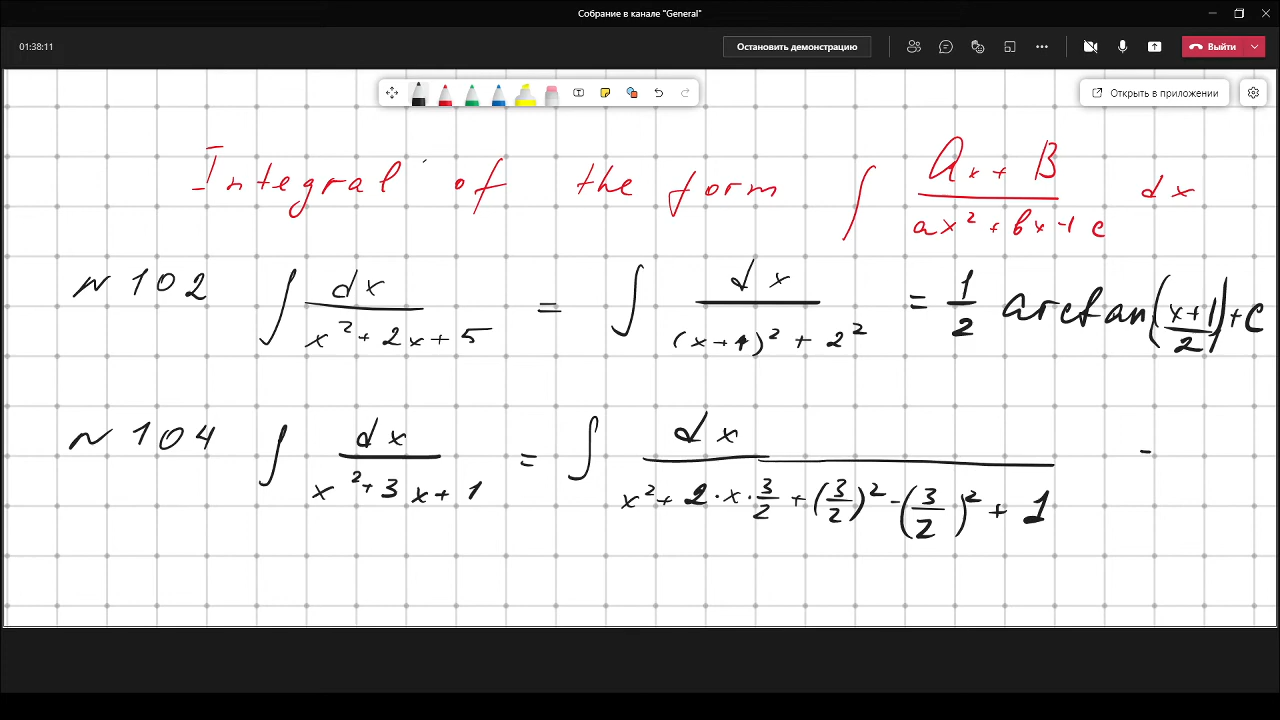 Собрание в канале "General"
01:38:11
Остановить демонстрацию
Выйти
Открыть в приложении
Integral of the form ∫ (Ax + B)/(ax² + bx + c) dx
N 102 ∫ dx/(x² + 2x + 5) = ∫ dx/((x+1)² + 2²) = 1/2 arctan((x+1)/2) + C
N 104 ∫ dx/(x² + 3x + 1) = ∫ dx/(x² + 2·x·3/2 + (3/2)² - (3/2)² + 1) -